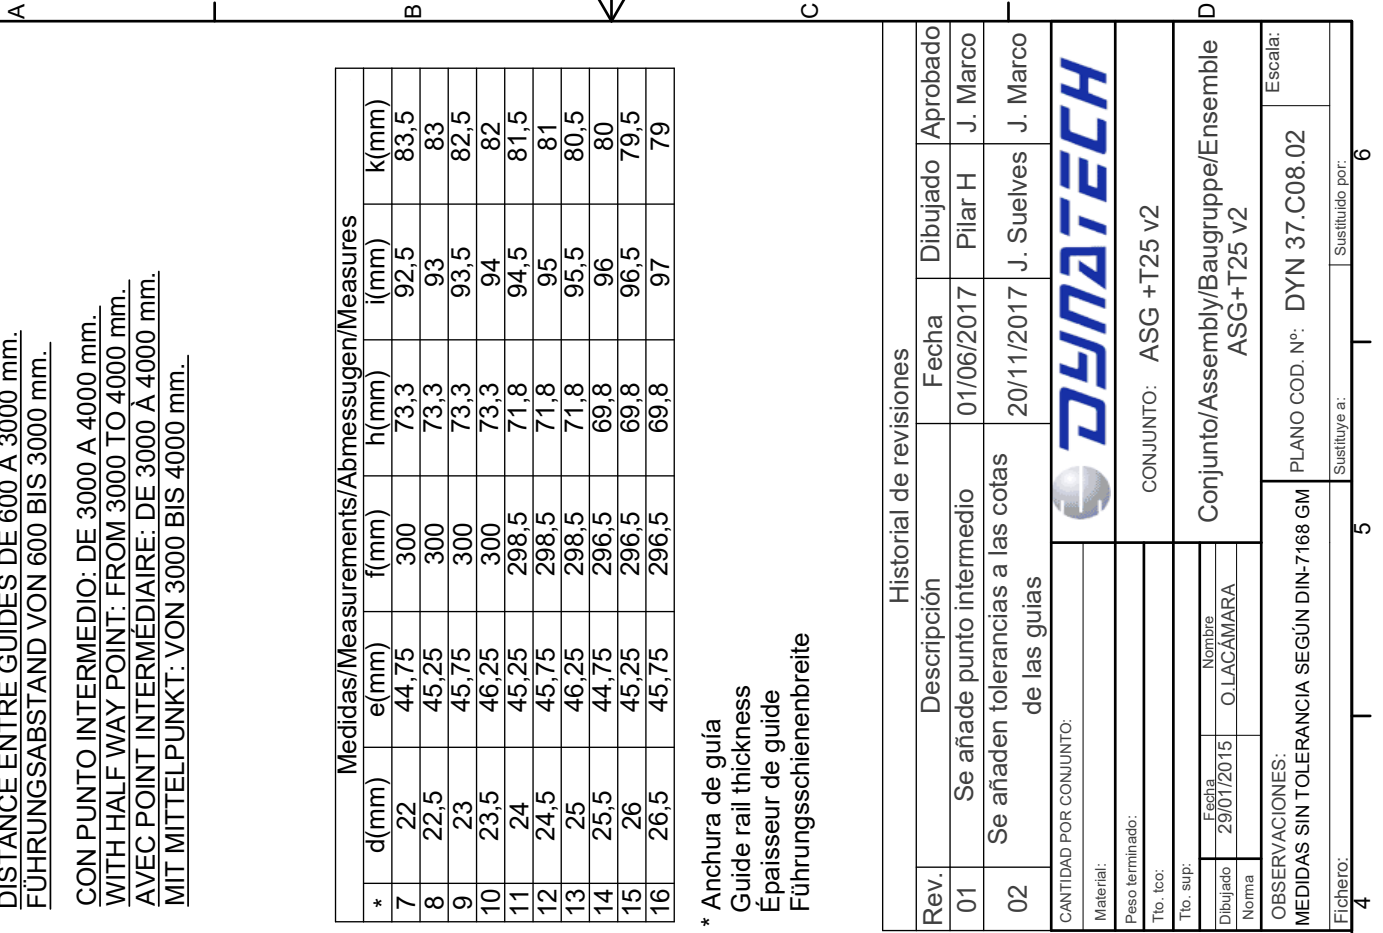 A
B
C
D
DISTANCE ENTRE GUIDES DE 600 À 3000 mm.
FÜHRUNGSABSTAND VON 600 BIS 3000 mm.
CON PUNTO INTERMEDIO: DE 3000 A 4000 mm.
WITH HALF WAY POINT: FROM 3000 TO 4000 mm.
AVEC POINT INTERMÉDIAIRE: DE 3000 À 4000 mm.
MIT MITTELPUNKT: VON 3000 BIS 4000 mm.
Medidas/Measurements/Abmessugen/Measures
* d(mm) e(mm) f(mm) h(mm) i(mm) k(mm)
7 22 44,75 300 73,3 92,5 83,5
8 22,5 45,25 300 73,3 93 83
9 23 45,75 300 73,3 93,5 82,5
10 23,5 46,25 300 73,3 94 82
11 24 45,25 298,5 71,8 94,5 81,5
12 24,5 45,75 298,5 71,8 95 81
13 25 46,25 298,5 71,8 95,5 80,5
14 25,5 44,75 296,5 69,8 96 80
15 26 45,25 296,5 69,8 96,5 79,5
16 26,5 45,75 296,5 69,8 97 79
* Anchura de guía
Guide rail thickness
Épaisseur de guide
Führungsschienenbreite
Historial de revisiones
Rev. Descripción Fecha Dibujado Aprobado
01 Se añade punto intermedio 01/06/2017 Pilar H J. Marco
02 Se añaden tolerancias a las cotas de las guias 20/11/2017 J. Suelves J. Marco
CANTIDAD POR CONJUNTO:
Material:
Peso terminado:
Tto. tco:
Tto. sup:
DYNATECH
CONJUNTO: ASG +T25 v2
Fecha Nombre
Dibujado 29/01/2015 O.LACÁMARA
Norma
Conjunto/Assembly/Baugruppe/Ensemble
ASG+T25 v2
OBSERVACIONES:
MEDIDAS SIN TOLERANCIA SEGÚN DIN-7168 GM
PLANO COD. Nº: DYN 37.C08.02
Escala:
Fichero:
Sustituye a:
Sustituido por:
4
5
6